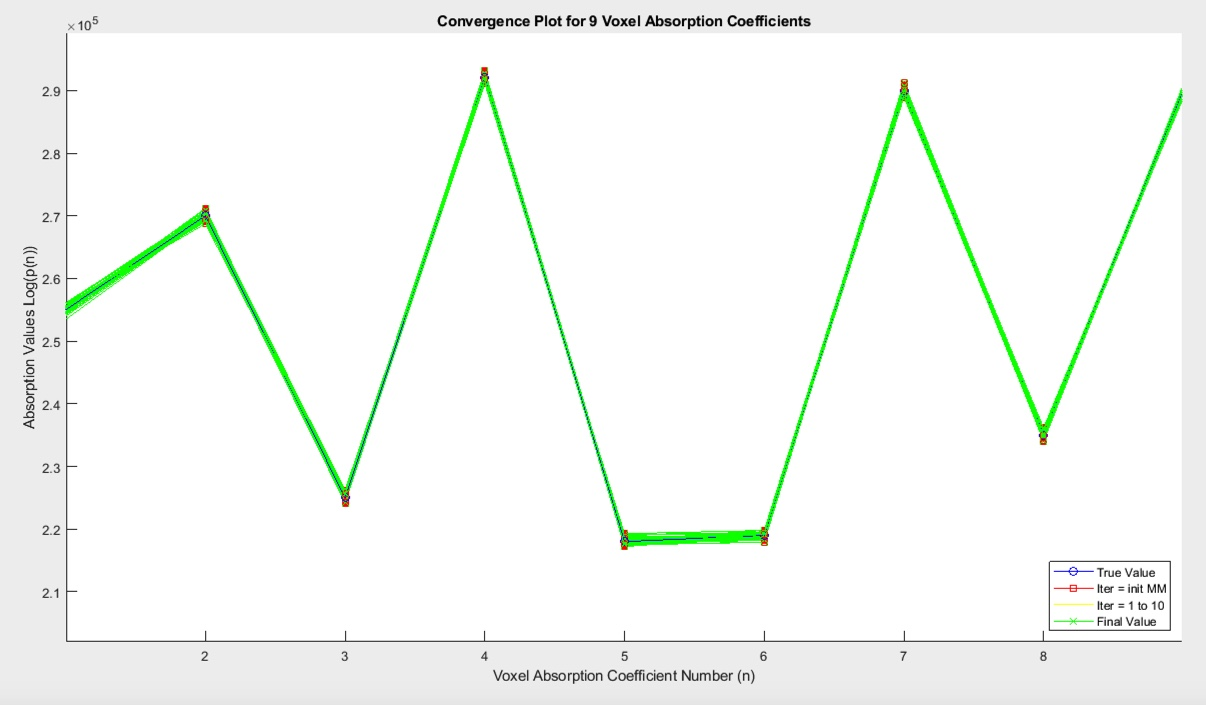 Convergence Plot for 9 Voxel Absorption Coefficients
× 10⁵
2.9
2.8
2.7
2.6
2.5
2.4
2.3
2.2
2.1
Absorption Values Log(p(n))
2 3 4 5 6 7 8
Voxel Absorption Coefficient Number (n)
True Value
Iter = init MM
Iter = 1 to 10
Final Value